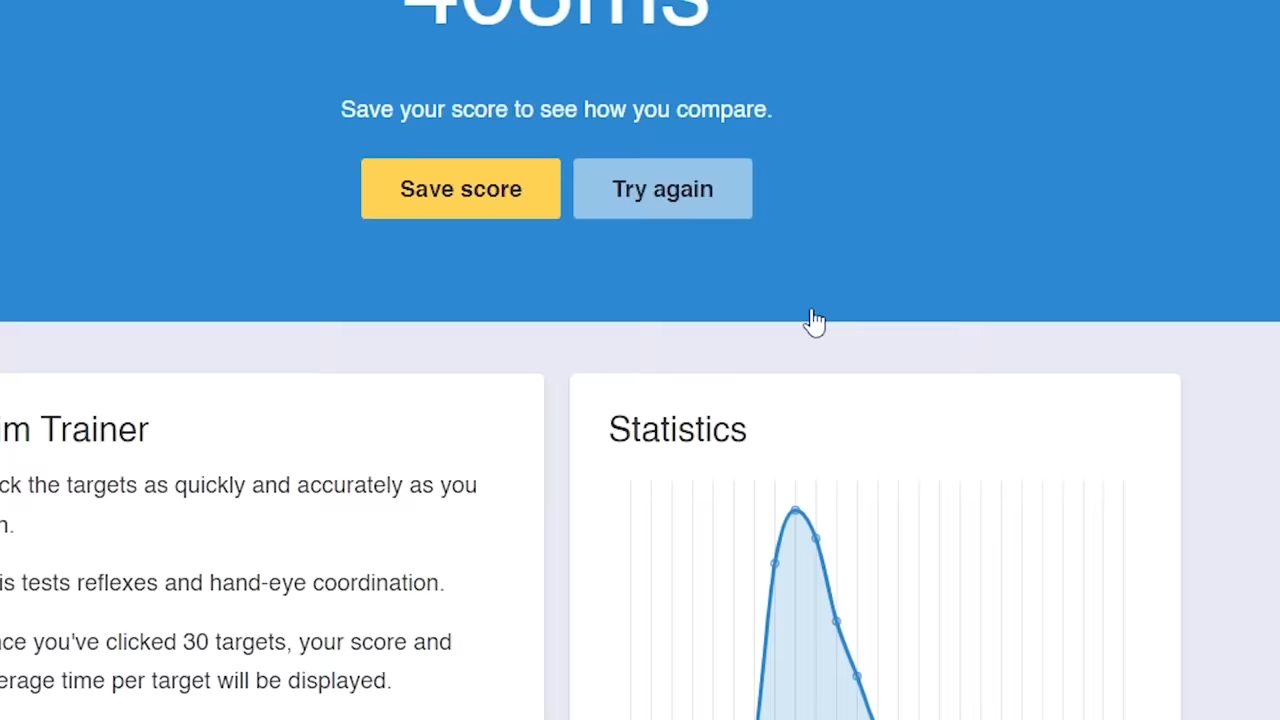 408ms
Save your score to see how you compare.
Save score
Try again
im Trainer
ck the targets as quickly and accurately as you
n.
is tests reflexes and hand-eye coordination.
nce you've clicked 30 targets, your score and
erage time per target will be displayed.
Statistics